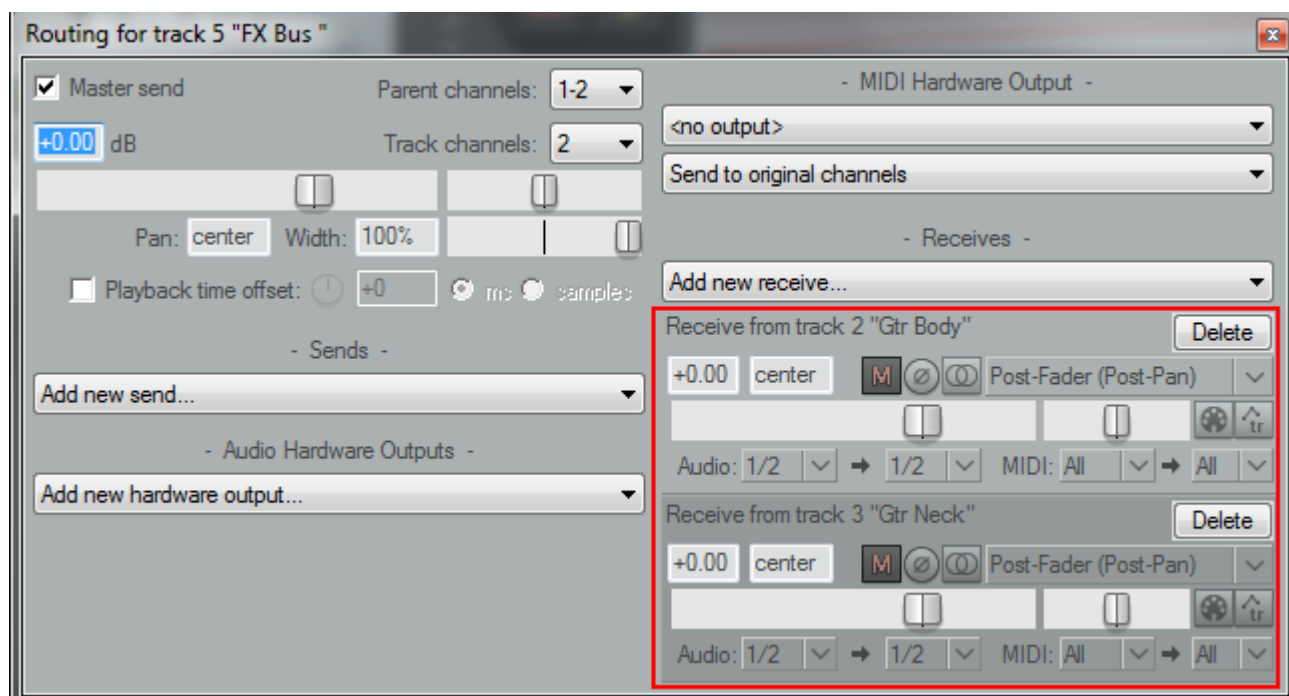 Routing for track 5 "FX Bus "
Master send
Parent channels: 1-2
+0.00 dB
Track channels: 2
Pan: center Width: 100%
Playback time offset: +0 ms samples
- Sends -
Add new send...
- Audio Hardware Outputs -
Add new hardware output...
- MIDI Hardware Output -
<no output>
Send to original channels
- Receives -
Add new receive...
Receive from track 2 "Gtr Body"
Delete
+0.00 center M Post-Fader (Post-Pan)
tr
Audio: 1/2 → 1/2 MIDI: All → All
Receive from track 3 "Gtr Neck"
Delete
+0.00 center M Post-Fader (Post-Pan)
tr
Audio: 1/2 → 1/2 MIDI: All → All